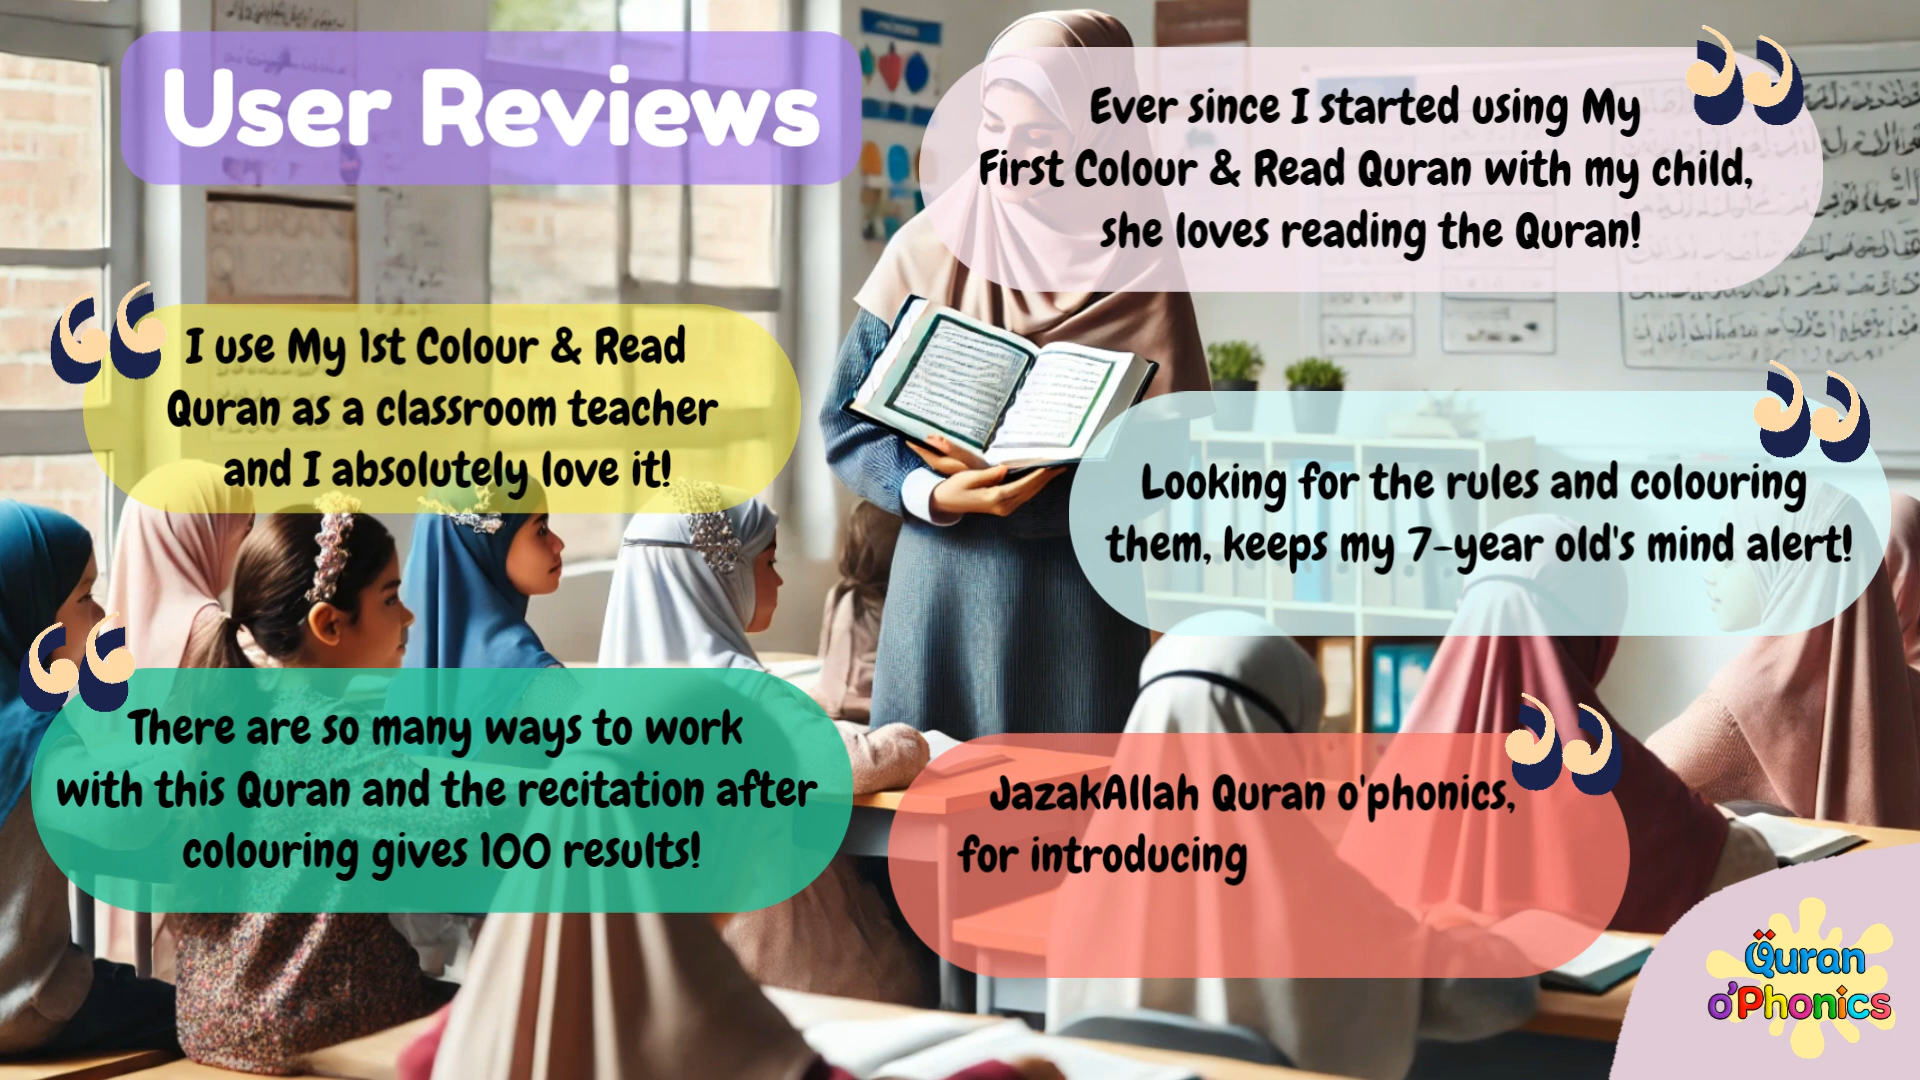 User Reviews
Ever since I started using My
First Colour & Read Quran with my child,
she loves reading the Quran!
I use My 1st Colour & Read
Quran as a classroom teacher
and I absolutely love it!
Looking for the rules and colouring
them, keeps my 7-year old's mind alert!
There are so many ways to work
with this Quran and the recitation after
colouring gives 100 results!
JazakAllah Quran o'phonics,
for introducing
Quran
o'Phonics